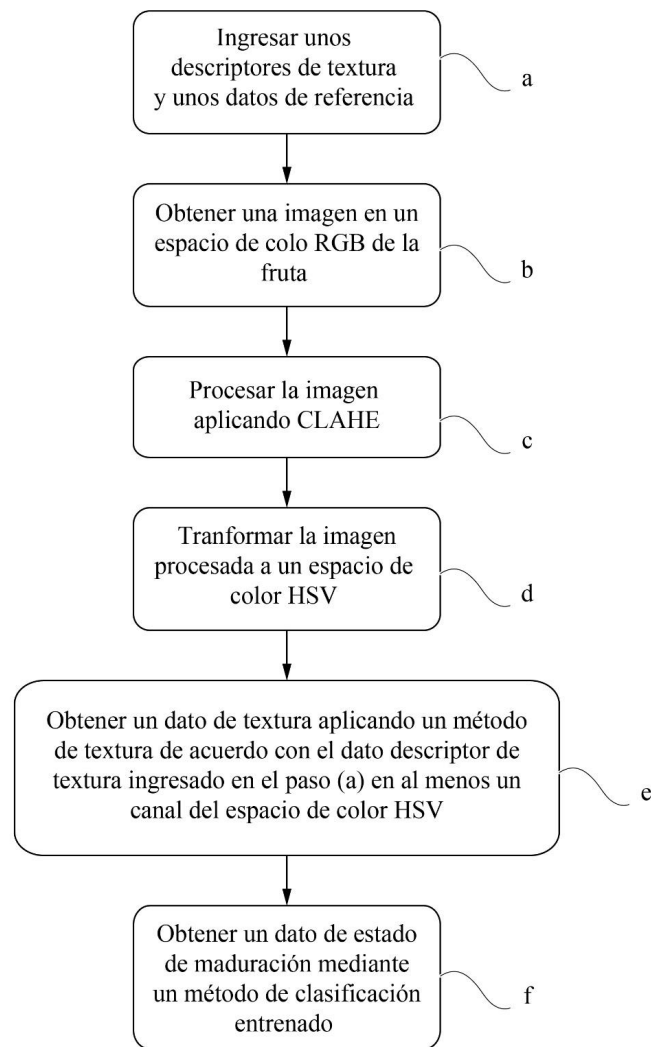 Ingresar unos
descriptores de textura
y unos datos de referencia
a
Obtener una imagen en un
espacio de colo RGB de la
fruta
b
Procesar la imagen
aplicando CLAHE
c
Tranformar la imagen
procesada a un espacio de
color HSV
d
Obtener un dato de textura aplicando un método
de textura de acuerdo con el dato descriptor de
textura ingresado en el paso (a) en al menos un
canal del espacio de color HSV
e
Obtener un dato de estado
de maduración mediante
un método de clasificación
entrenado
f